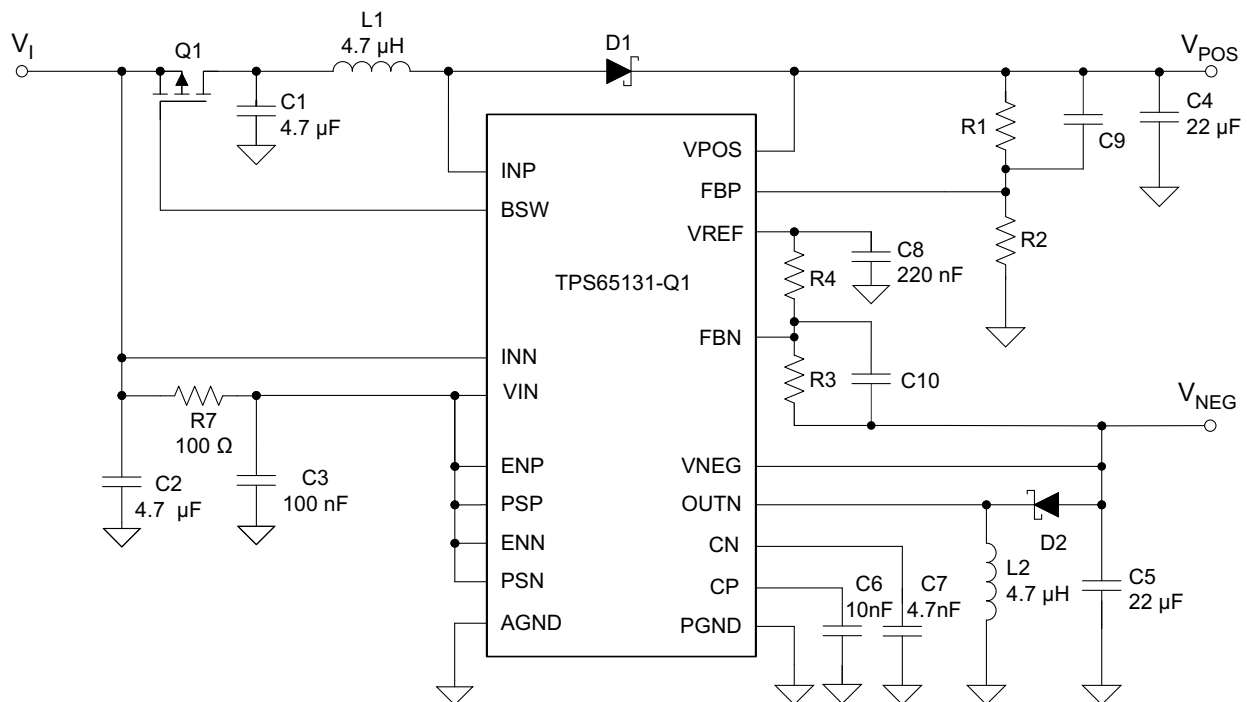 V_I
Q1
L1
4.7 µH
D1
V_POS
C1
4.7 µF
R1
C9
C4
22 µF
VPOS
INP
FBP
BSW
VREF
R2
C8
220 nF
R4
TPS65131-Q1
FBN
INN
R3
C10
VIN
R7
100 Ω
V_NEG
C2
4.7 µF
C3
100 nF
ENP
VNEG
PSP
OUTN
ENN
CN
D2
PSN
CP
C6
10nF
C7
4.7nF
L2
4.7 µH
C5
22 µF
AGND
PGND